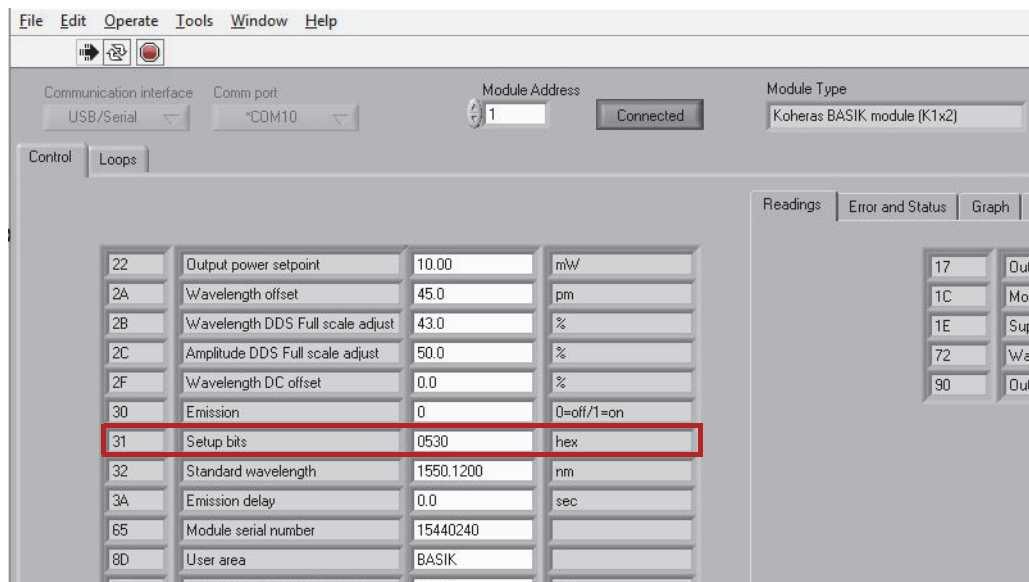 File Edit Operate Tools Window Help
Communication interface Comm port Module Address Module Type
USB/Serial *COM10 1 Connected Koheras BASIK module (K1x2)
Control Loops
Readings Error and Status Graph
22 Output power setpoint 10.00 mW
2A Wavelength offset 45.0 pm
2B Wavelength DDS Full scale adjust 43.0 %
2C Amplitude DDS Full scale adjust 50.0 %
2F Wavelength DC offset 0.0 %
30 Emission 0 0=off/1=on
31 Setup bits 0530 hex
32 Standard wavelength 1550.1200 nm
3A Emission delay 0.0 sec
65 Module serial number 15440240
8D User area BASIK
17 Out
1C Mo
1E Sup
72 Wa
90 Out